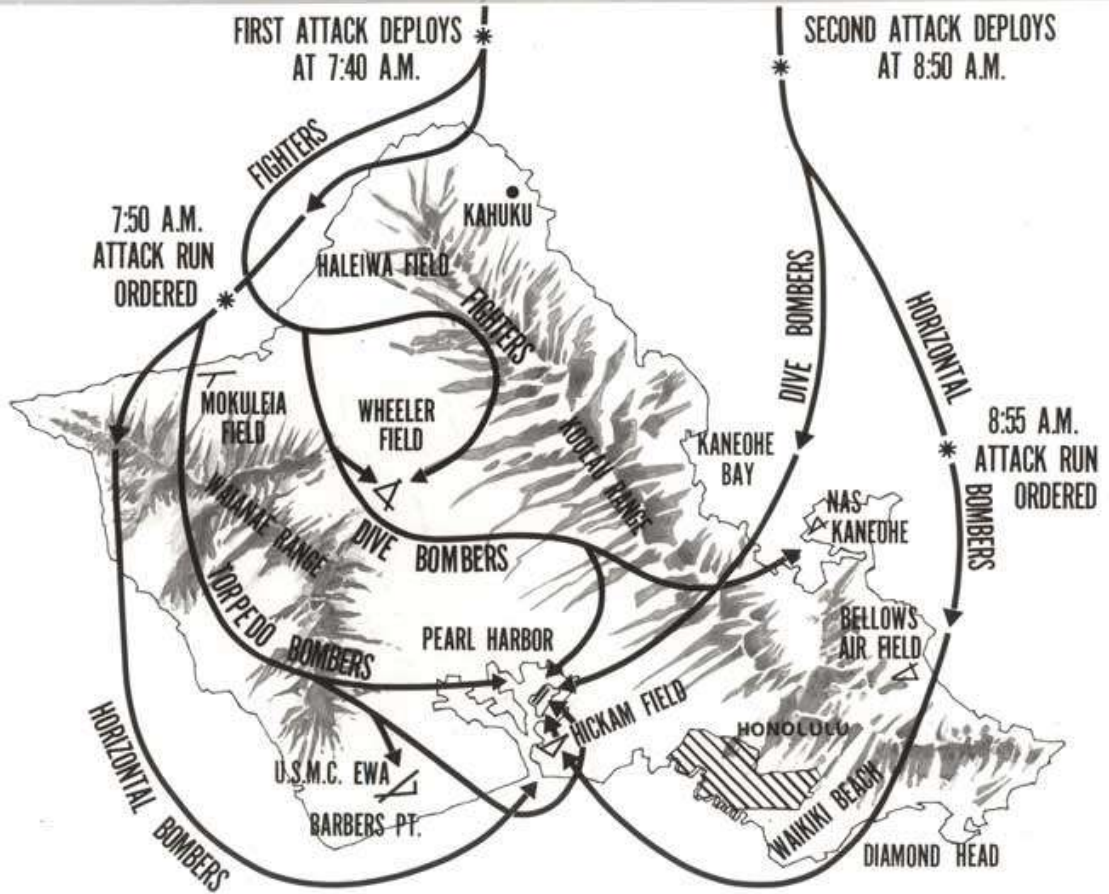 FIRST ATTACK DEPLOYS
AT 7:40 A.M.
SECOND ATTACK DEPLOYS
AT 8:50 A.M.
FIGHTERS
KAHUKU
7:50 A.M.
ATTACK RUN
ORDERED
HALEIWA FIELD
FIGHTERS
DIVE BOMBERS
HORIZONTAL
BOMBERS
MOKULEIA
FIELD
WHEELER
FIELD
KOOLAU RANGE
KANEOHE
BAY
8:55 A.M.
ATTACK RUN
ORDERED
WAIANAE RANGE
NAS
KANEOHE
DIVE BOMBERS
TORPEDO BOMBERS
PEARL HARBOR
BELLOWS
AIR FIELD
HICKAM FIELD
HONOLULU
HORIZONTAL BOMBERS
U.S.M.C. EWA
BARBERS PT.
WAIKIKI BEACH
DIAMOND HEAD